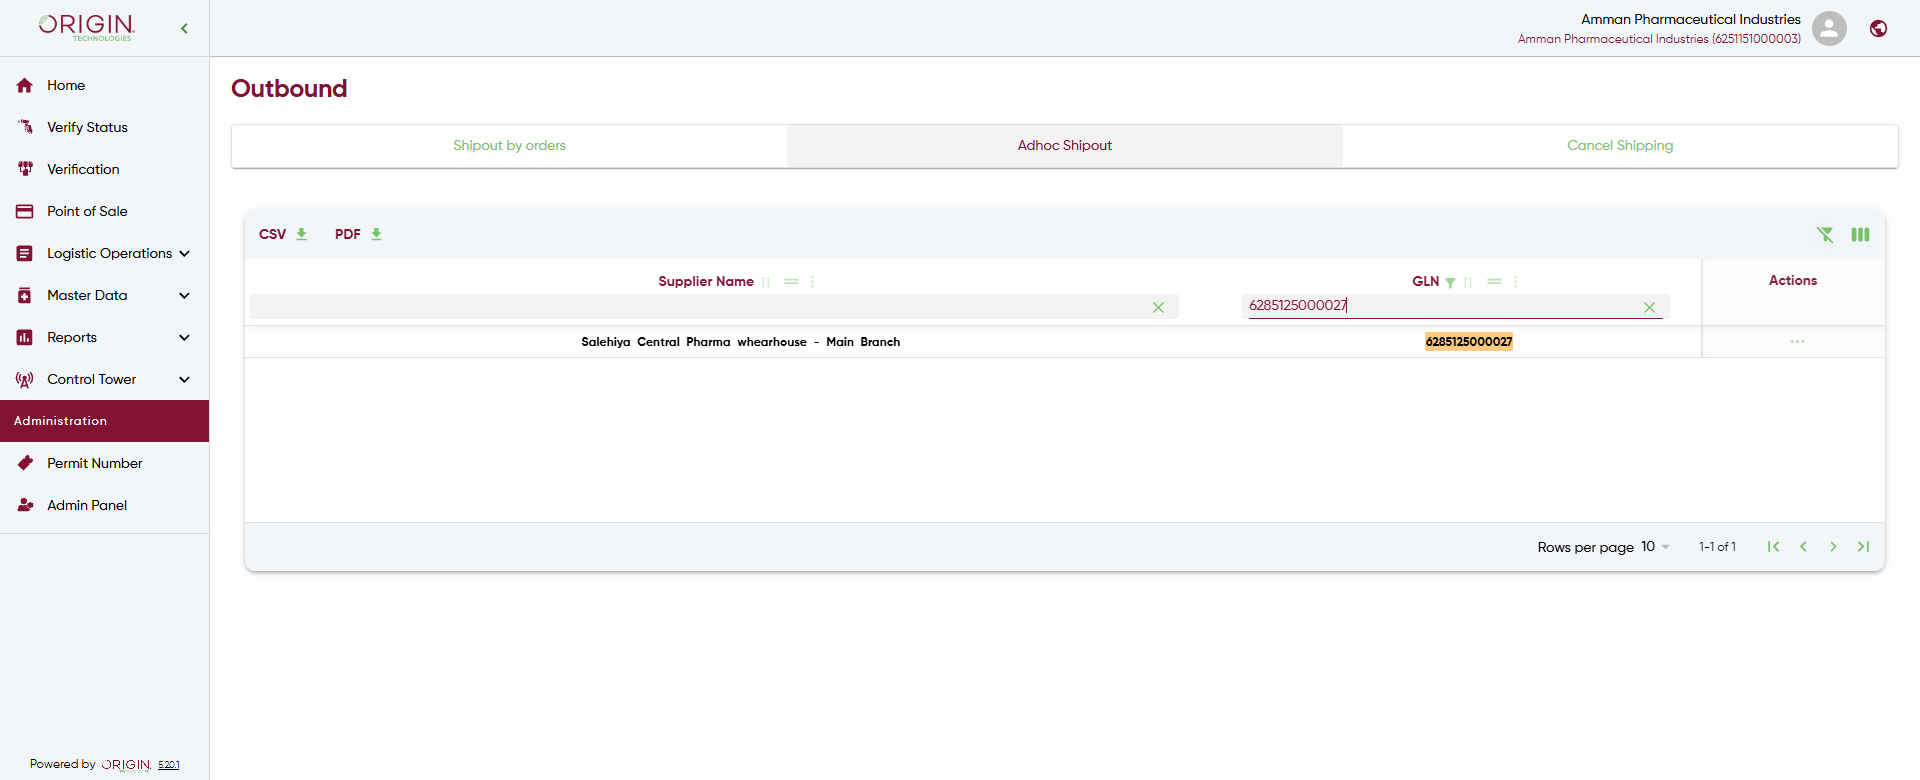 ORIGIN
TECHNOLOGIES
Amman Pharmaceutical Industries
Amman Pharmaceutical Industries (6251151000003)
Home
Verify Status
Verification
Point of Sale
Logistic Operations
Master Data
Reports
Control Tower
Administration
Permit Number
Admin Panel
Powered by ORIGIN 5.20.1
Outbound
Shipout by orders Adhoc Shipout Cancel Shipping
CSV PDF
Supplier Name GLN Actions
6285125000027
Salehiya Central Pharma whearhouse - Main Branch 6285125000027
Rows per page 10 1-1 of 1